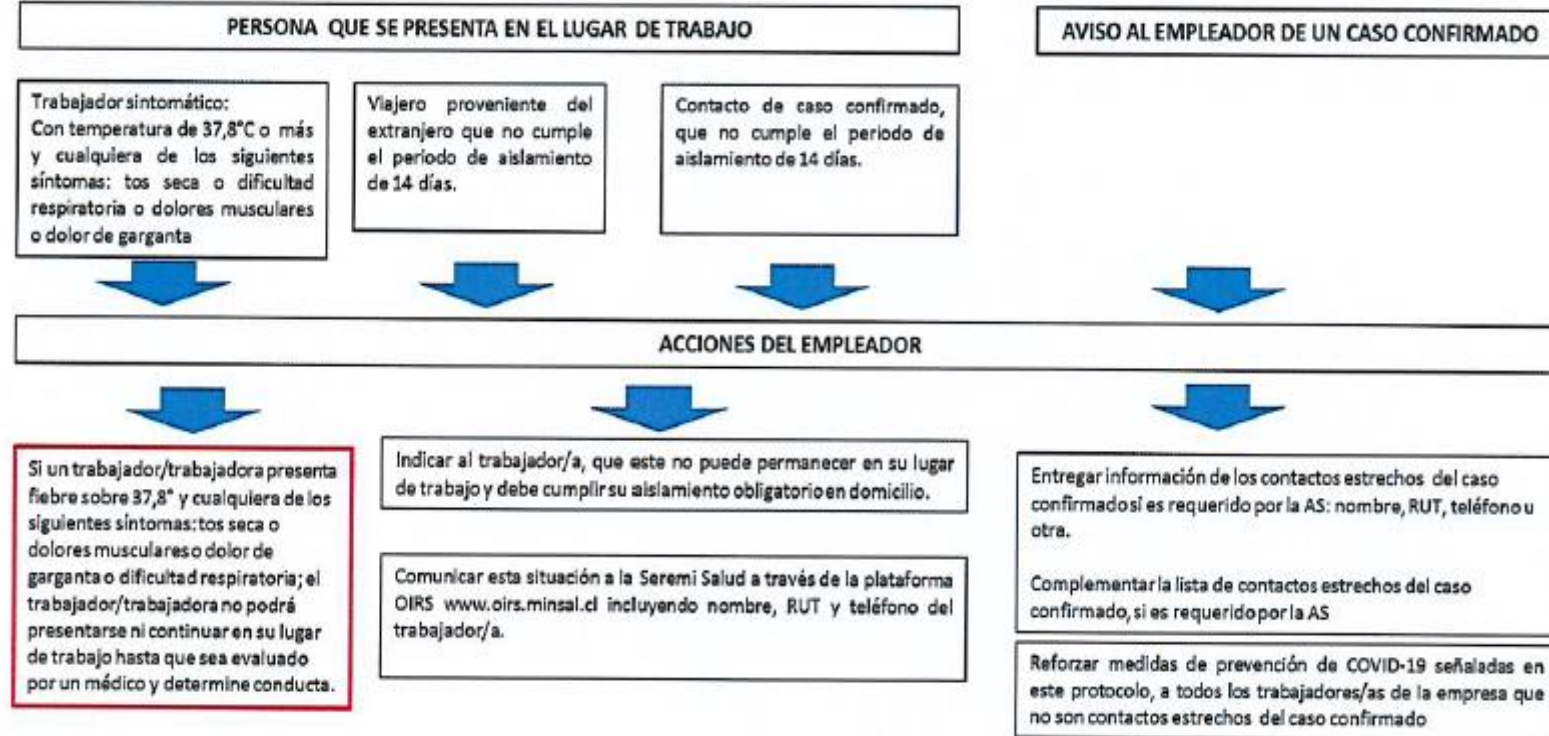 PERSONA QUE SE PRESENTA EN EL LUGAR DE TRABAJO
AVISO AL EMPLEADOR DE UN CASO CONFIRMADO
Trabajador sintomático:
Con temperatura de 37,8°C o más
y cualquiera de los siguientes
síntomas: tos seca o dificultad
respiratoria o dolores musculares
o dolor de garganta
Viajero proveniente del
extranjero que no cumple
el periodo de aislamiento
de 14 días.
Contacto de caso confirmado,
que no cumple el periodo de
aislamiento de 14 días.
ACCIONES DEL EMPLEADOR
Si un trabajador/trabajadora presenta
fiebre sobre 37,8° y cualquiera de los
siguientes síntomas: tos seca o
dolores musculares o dolor de
garganta o dificultad respiratoria; el
trabajador/trabajadora no podrá
presentarse ni continuar en su lugar
de trabajo hasta que sea evaluado
por un médico y determine conducta.
Indicar al trabajador/a, que este no puede permanecer en su lugar
de trabajo y debe cumplir su aislamiento obligatorio en domicilio.
Comunicar esta situación a la Seremi Salud a través de la plataforma
OIRS www.oirs.minsal.cl incluyendo nombre, RUT y teléfono del
trabajador/a.
Entregar información de los contactos estrechos del caso
confirmado si es requerido por la AS: nombre, RUT, teléfono u
otra.
Complementar la lista de contactos estrechos del caso
confirmado, si es requerido por la AS
Reforzar medidas de prevención de COVID-19 señaladas en
este protocolo, a todos los trabajadores/as de la empresa que
no son contactos estrechos del caso confirmado